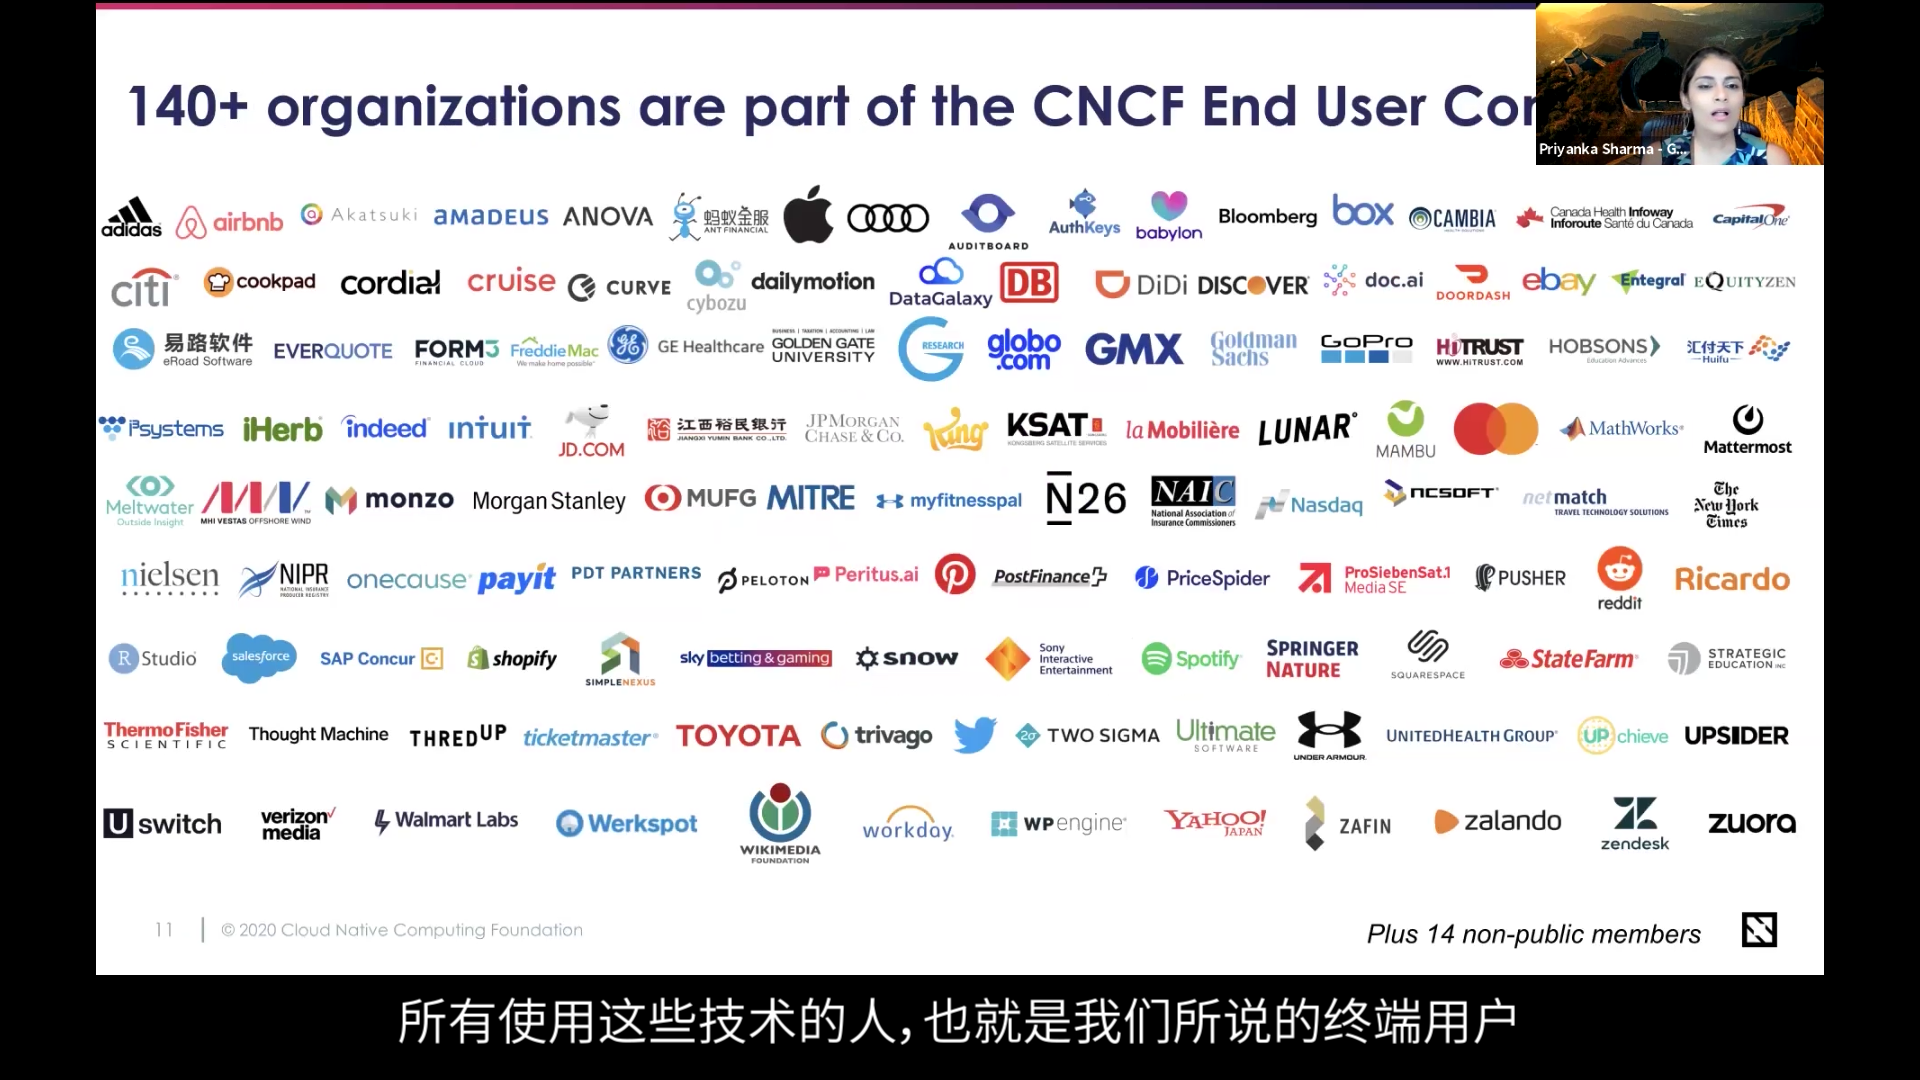 140+ organizations are part of the CNCF End User Con
Priyanka Sharma - G...
adidas airbnb Akatsuki AMADEUS ANOVA 蚂蚁金服 ANT FINANCIAL AUDITBOARD AuthKeys babylon Bloomberg box CAMBIA Canada Health Infoway Inforoute Santé du Canada Capital One
citi cookpad cordial cruise CURVE cybozu dailymotion DataGalaxy DB DiDi DISCOVER doc.ai DOORDASH ebay Entegral EQUITYZEN
易路软件 eRoad Software EVERQUOTE FORM3 FINANCIAL CLOUD Freddie Mac We make home possible GE Healthcare BUSINESS | TAXATION | ACCOUNTING | LAW GOLDEN GATE UNIVERSITY G RESEARCH globo.com GMX Goldman Sachs GoPro HiTRUST WWW.HITRUST.COM HOBSONS Education Advances 汇付天下 Huifu
i3systems iHerb indeed intuit JD.COM 江西裕民银行 JIANGXI YUMIN BANK CO.,LTD. JPMORGAN CHASE & CO. King KSAT KONGSBERG SATELLITE SERVICES la Mobilière LUNAR MAMBU MathWorks Mattermost
Meltwater Outside Insight MHI VESTAS OFFSHORE WIND monzo Morgan Stanley MUFG MITRE myfitnesspal N26 NAIC National Association of Insurance Commissioners Nasdaq NCSOFT netmatch TRAVEL TECHNOLOGY SOLUTIONS The New York Times
nielsen NIPR NATIONAL INSURANCE PRODUCER REGISTRY onecause payit PDT PARTNERS PELOTON Peritus.ai PostFinance PriceSpider ProSiebenSat.1 Media SE PUSHER reddit Ricardo
R Studio salesforce SAP Concur C shopify SIMPLENEXUS sky betting & gaming snow Sony Interactive Entertainment Spotify SPRINGER NATURE SQUARESPACE StateFarm STRATEGIC EDUCATION INC
ThermoFisher SCIENTIFIC Thought Machine THREDUP ticketmaster TOYOTA trivago 2σ TWO SIGMA Ultimate SOFTWARE UNDER ARMOUR UNITEDHEALTH GROUP UPchieve UPSIDER
U switch verizon media Walmart Labs Werkspot WIKIMEDIA FOUNDATION workday. WP engine YAHOO! JAPAN ZAFIN zalando zendesk zuora
11 | © 2020 Cloud Native Computing Foundation
Plus 14 non-public members
所有使用这些技术的人，也就是我们所说的终端用户